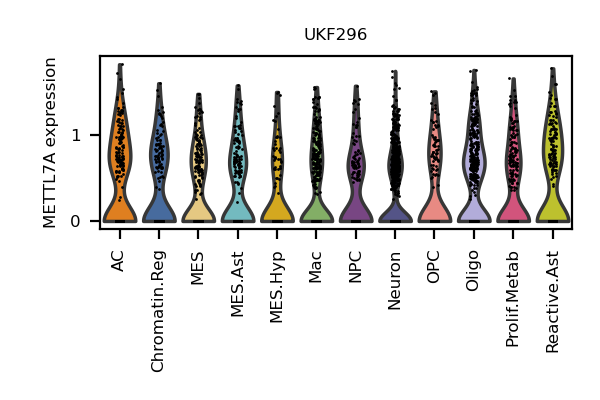 UKF296
METTL7A expression
1
0
AC
Chromatin.Reg
MES
MES.Ast
MES.Hyp
Mac
NPC
Neuron
OPC
Oligo
Prolif.Metab
Reactive.Ast